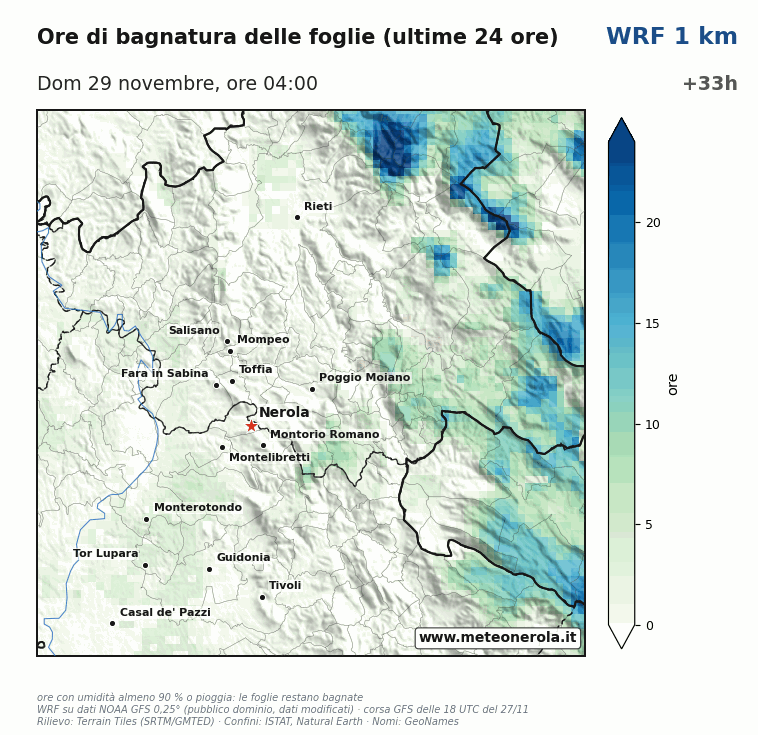 Ore di bagnatura delle foglie (ultime 24 ore)
WRF 1 km
Dom 29 novembre, ore 04:00
+33h
Rieti
Salisano
Mompeo
Fara in Sabina
Toffia
Poggio Moiano
Nerola
Montorio Romano
Montelibretti
Monterotondo
Tor Lupara
Guidonia
Tivoli
Casal de' Pazzi
www.meteonerola.it
20
15
10
5
0
ore
ore con umidità almeno 90 % o pioggia: le foglie restano bagnate
WRF su dati NOAA GFS 0,25° (pubblico dominio, dati modificati) · corsa GFS delle 18 UTC del 27/11
Rilievo: Terrain Tiles (SRTM/GMTED) · Confini: ISTAT, Natural Earth · Nomi: GeoNames